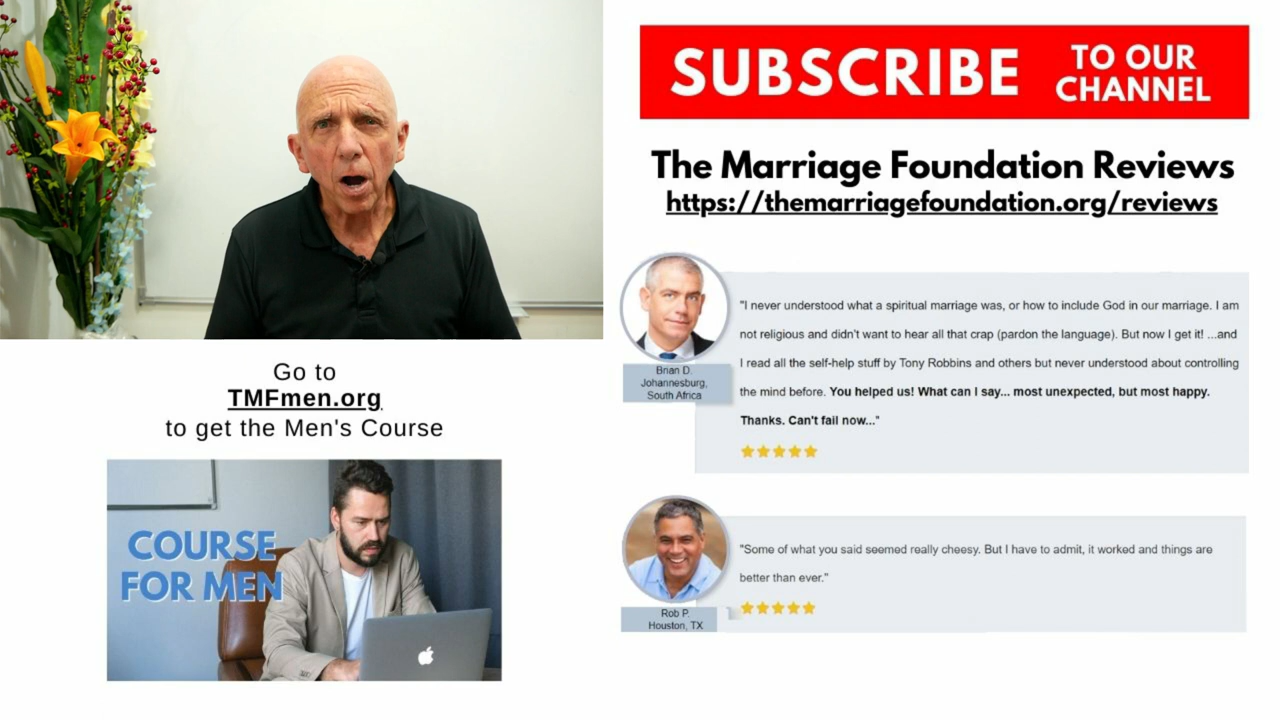 SUBSCRIBE TO OUR
CHANNEL
The Marriage Foundation Reviews
https://themarriagefoundation.org/reviews
"I never understood what a spiritual marriage was, or how to include God in our marriage. I am
not religious and didn't want to hear all that crap (pardon the language). But now I get it! ...and
I read all the self-help stuff by Tony Robbins and others but never understood about controlling
the mind before. You helped us! What can I say... most unexpected, but most happy.
Thanks. Can't fail now..."
Brian D.
Johannesburg,
South Africa
"Some of what you said seemed really cheesy. But I have to admit, it worked and things are
better than ever."
Rob P.
Houston, TX
Go to
TMFmen.org
to get the Men's Course
COURSE
FOR MEN